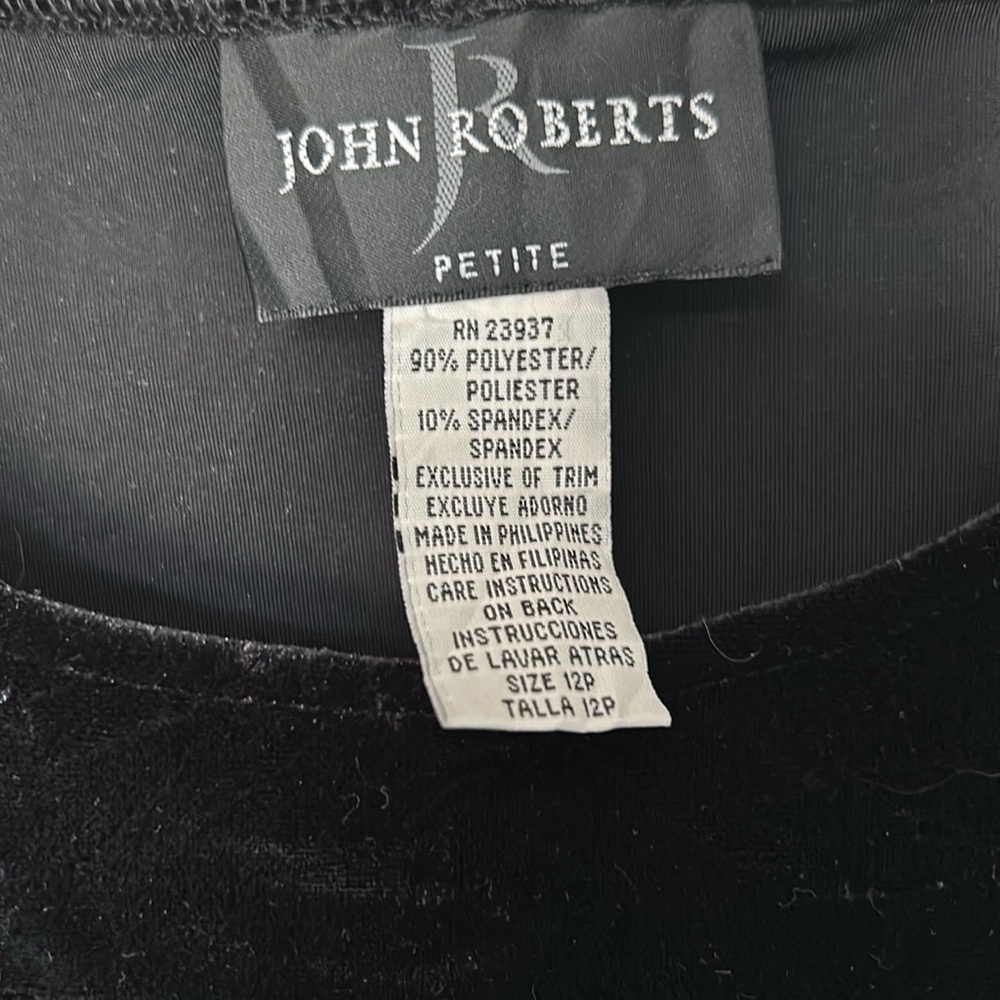 JR
JOHN ROBERTS
PETITE
RN 23937
90% POLYESTER/
POLIESTER
10% SPANDEX/
SPANDEX
EXCLUSIVE OF TRIM
EXCLUYE ADORNO
MADE IN PHILIPPINES
HECHO EN FILIPINAS
CARE INSTRUCTIONS
ON BACK
INSTRUCCIONES
DE LAVAR ATRAS
SIZE 12P
TALLA 12P